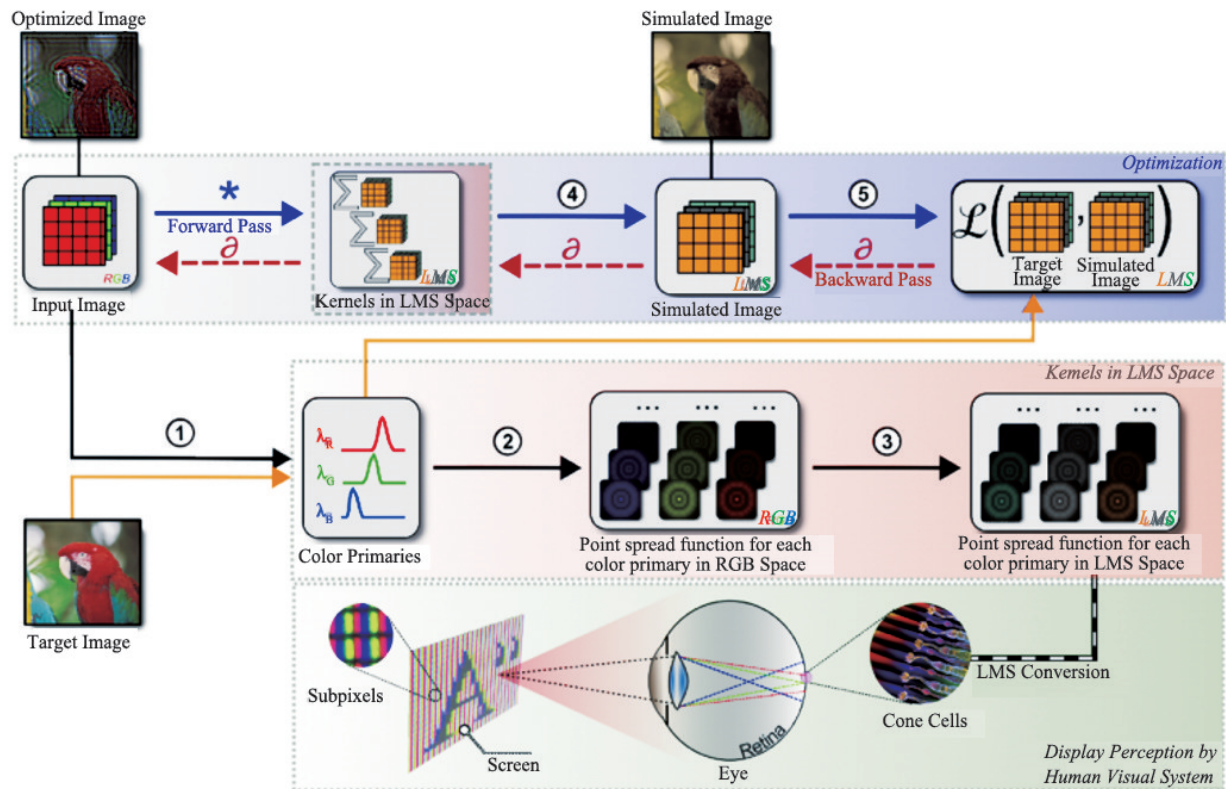 Optimized Image
Simulated Image
Optimization
*
Forward Pass
∂
RGB
Input Image
Σ
Σ
Σ
LMS
Kernels in LMS Space
4
∂
LMS
Simulated Image
5
∂
Backward Pass
ℒ( , )
Target Image
Simulated Image
LMS
Kemels in LMS Space
1
λR
λG
λB
Color Primaries
2
... ... ...
RGB
Point spread function for each
color primary in RGB Space
3
... ... ...
LMS
Point spread function for each
color primary in LMS Space
Target Image
Subpixels
A
Screen
Retina
Eye
Cone Cells
LMS Conversion
Display Perception by
Human Visual System